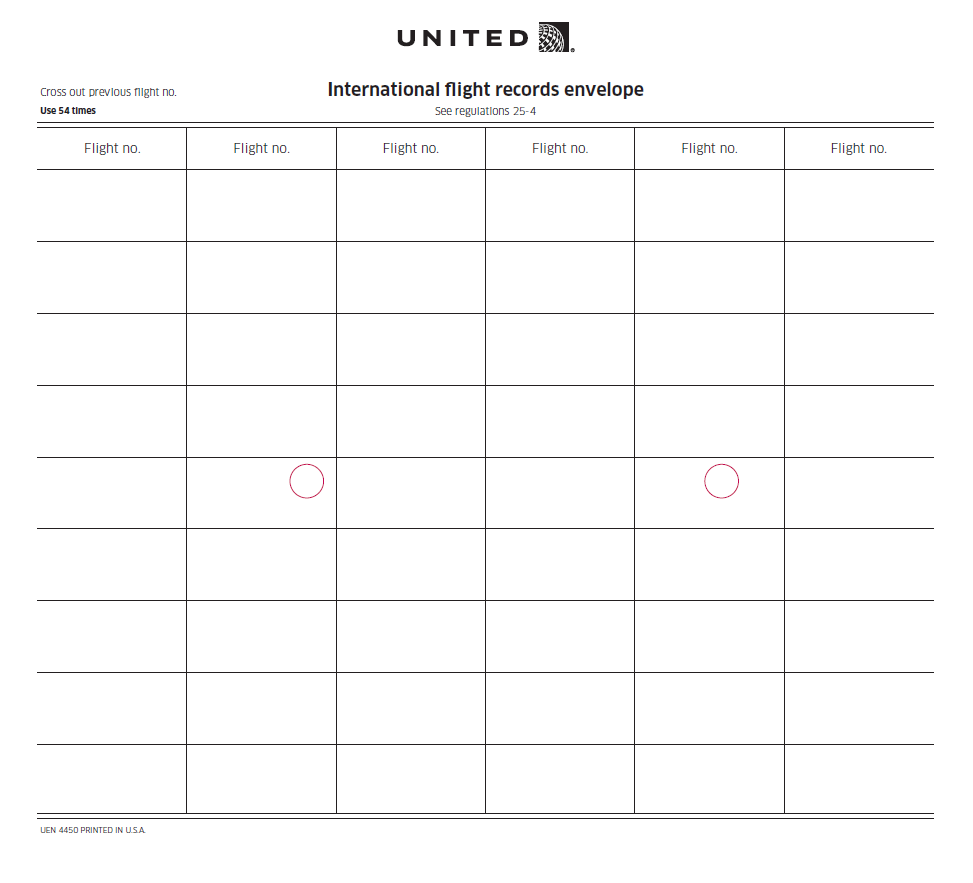 UNITED
Cross out previous flight no.
International flight records envelope
Use 54 times
See regulations 25-4
Flight no. Flight no. Flight no. Flight no. Flight no. Flight no.
UEN 4450 PRINTED IN U.S.A.